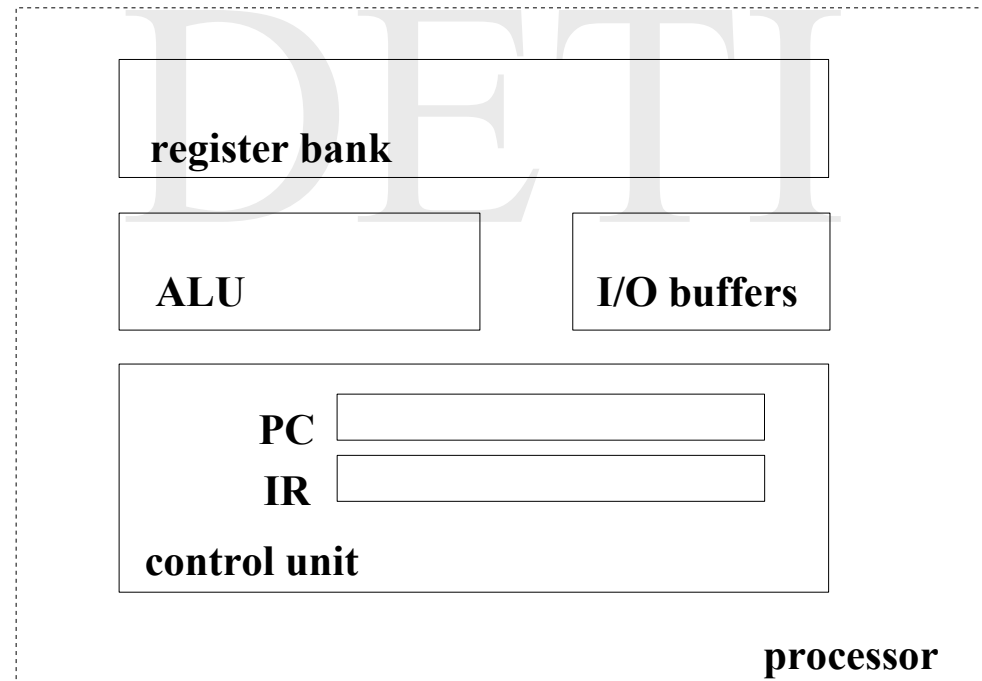 DETI
register bank
ALU
I/O buffers
PC
IR
control unit
processor